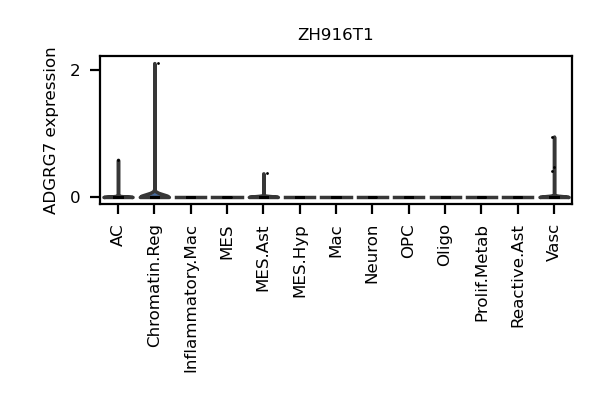 ZH916T1
ADGRG7 expression
2
0
AC
Chromatin.Reg
Inflammatory.Mac
MES
MES.Ast
MES.Hyp
Mac
Neuron
OPC
Oligo
Prolif.Metab
Reactive.Ast
Vasc